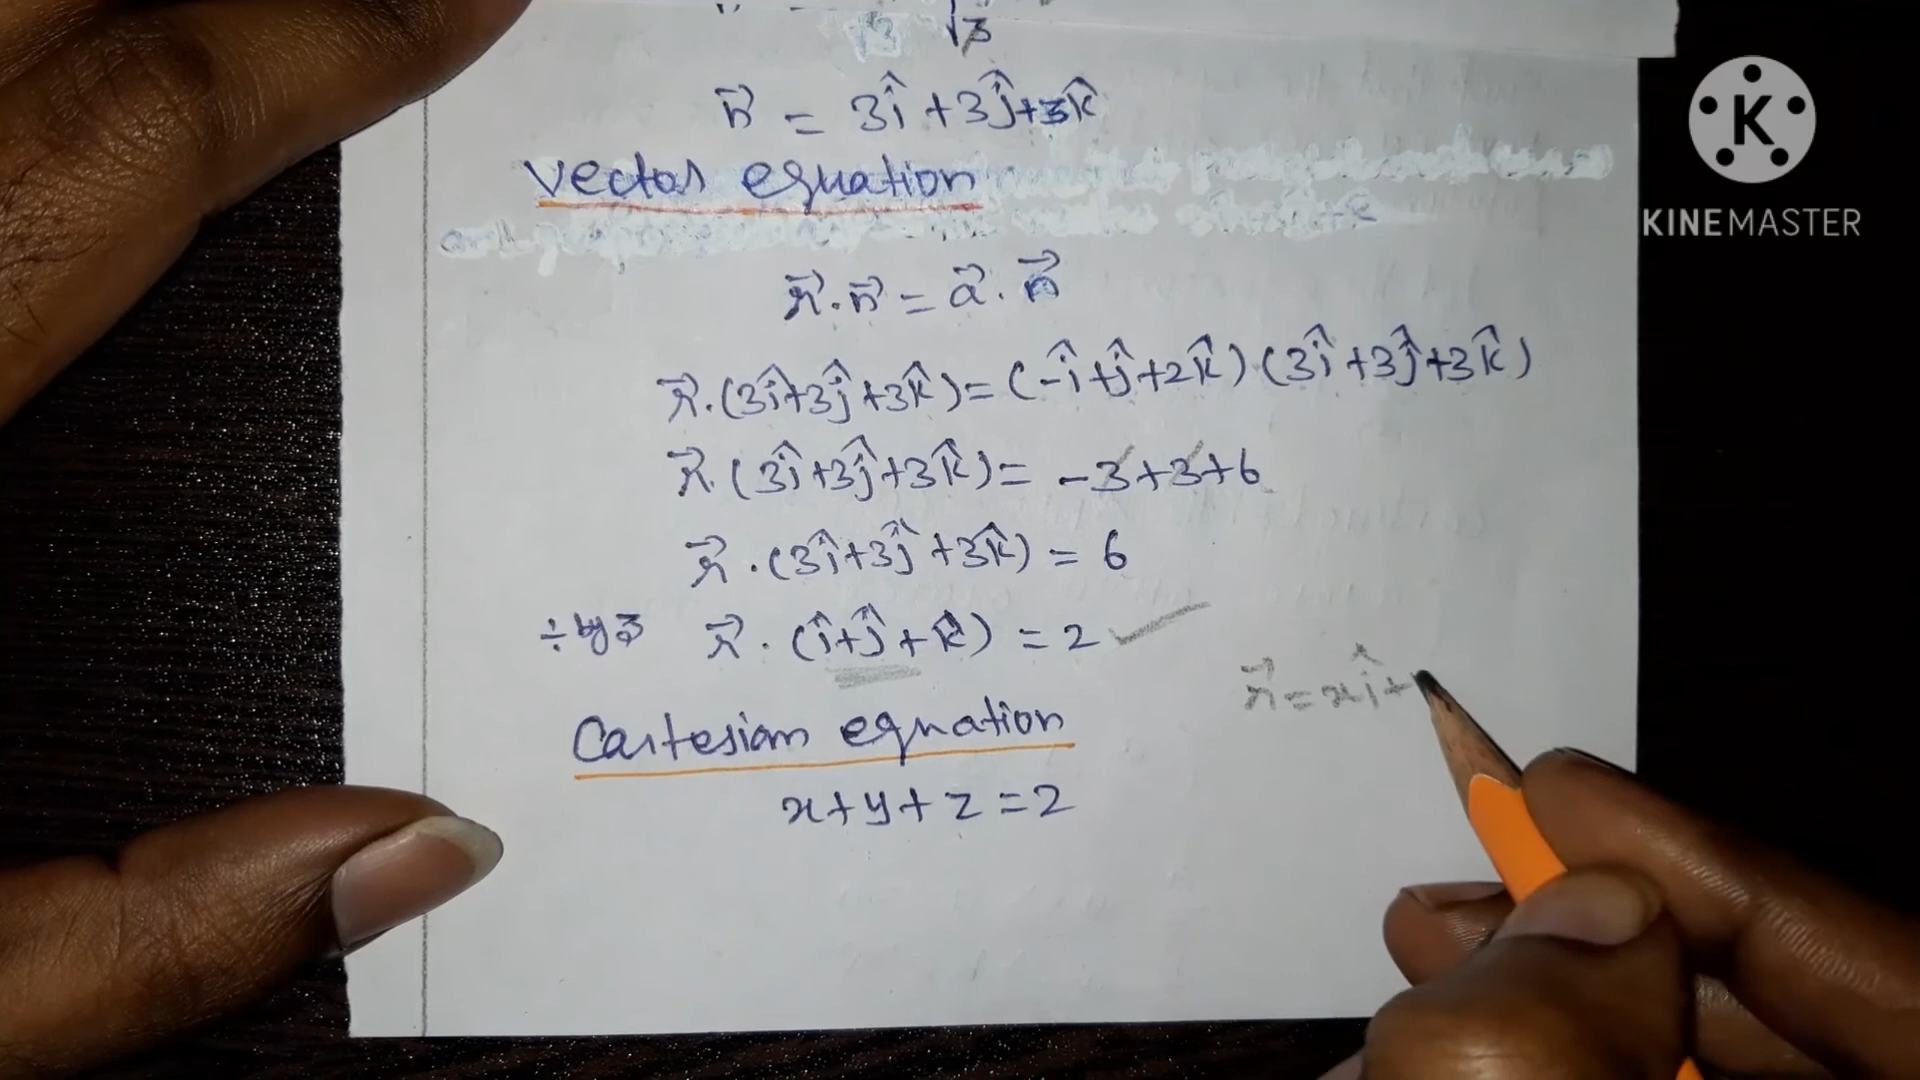 √3
n⃗ = 3î + 3ĵ + 3k̂
Vector equation
r⃗ . n⃗ = a⃗ . n⃗
r⃗ . (3î + 3ĵ + 3k̂) = (-î + ĵ + 2k̂) (3î + 3ĵ + 3k̂)
r⃗ . (3î + 3ĵ + 3k̂) = -3 + 3 + 6
r⃗ . (3î + 3ĵ + 3k̂) = 6
÷ by 3 r⃗ . (î + ĵ + k̂) = 2 ✓
r⃗ = xî +
Cartesian equation
x + y + z = 2
K
KINEMASTER